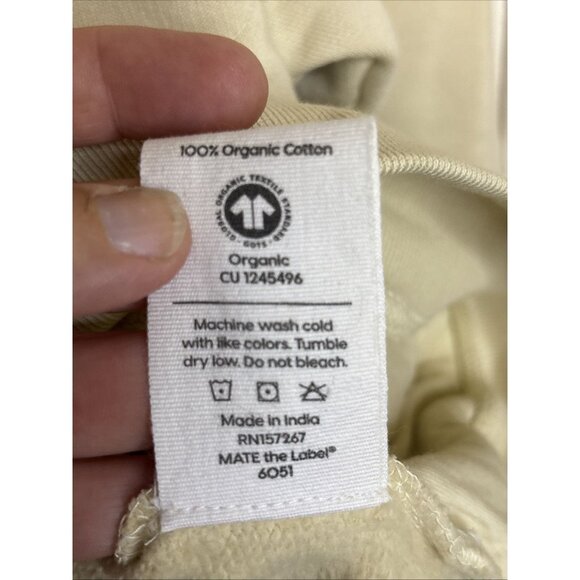 100% Organic Cotton
GLOBAL ORGANIC TEXTILE STANDARD
· GOTS ·
Organic
CU 1245496
Machine wash cold
with like colors. Tumble
dry low. Do not bleach.
Made in India
RN157267
MATE the Label®
6051